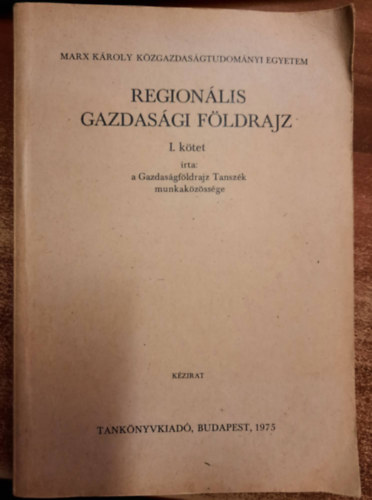 MARX KÁROLY KÖZGAZDASÁGTUDOMÁNYI EGYETEM
REGIONÁLIS
GAZDASÁGI FÖLDRAJZ
I. kötet
írta:
a Gazdaságföldrajz Tanszék
munkaközössége
KÉZIRAT
TANKÖNYVKIADÓ, BUDAPEST, 1975